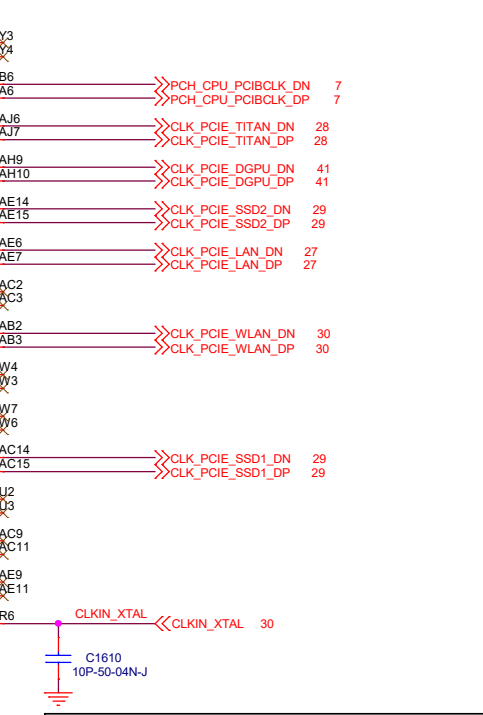 Y3
Y4
B6 PCH_CPU_PCIBCLK_DN 7
A6 PCH_CPU_PCIBCLK_DP 7
AJ6 CLK_PCIE_TITAN_DN 28
AJ7 CLK_PCIE_TITAN_DP 28
AH9 CLK_PCIE_DGPU_DN 41
AH10 CLK_PCIE_DGPU_DP 41
AE14 CLK_PCIE_SSD2_DN 29
AE15 CLK_PCIE_SSD2_DP 29
AE6 CLK_PCIE_LAN_DN 27
AE7 CLK_PCIE_LAN_DP 27
AC2
AC3
AB2 CLK_PCIE_WLAN_DN 30
AB3 CLK_PCIE_WLAN_DP 30
W4
W3
W7
W6
AC14 CLK_PCIE_SSD1_DN 29
AC15 CLK_PCIE_SSD1_DP 29
U2
U3
AC9
AC11
AE9
AE11
R6 CLKIN_XTAL CLKIN_XTAL 30
C1610
10P-50-04N-J